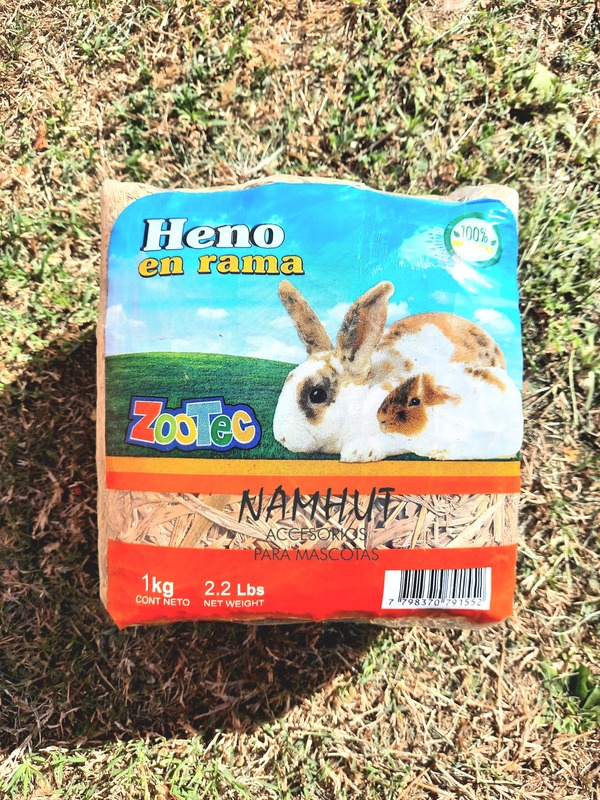 Heno
en rama
100%
ZooTec
NAMHUT
ACCESORIOS
PARA MASCOTAS
1kg
CONT NETO
2.2 Lbs
NET WEIGHT
7 798370 791552